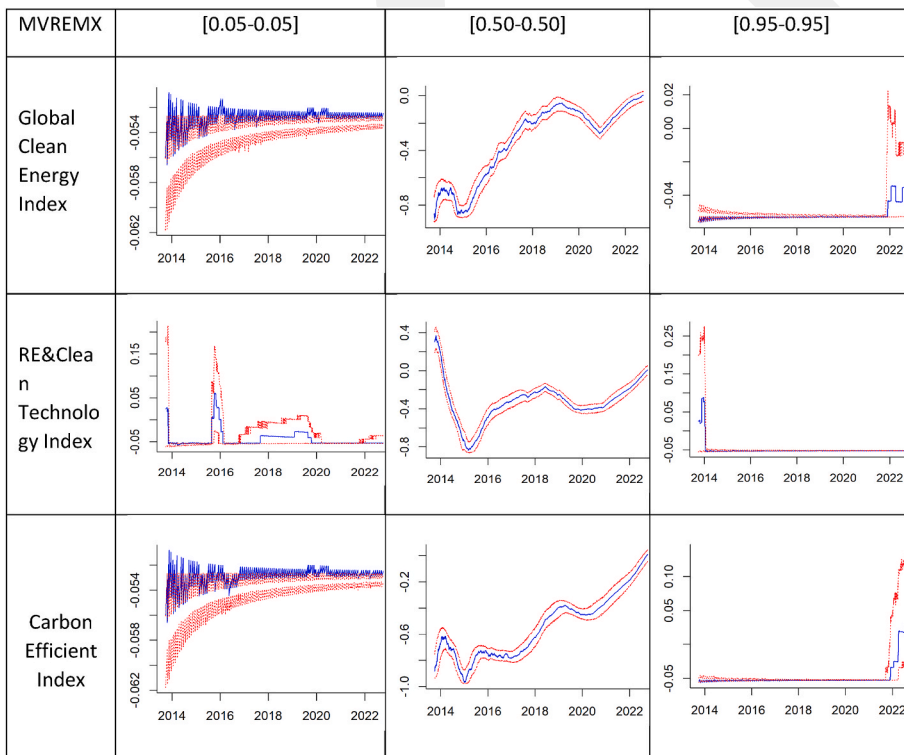 MVREMX
[0.05-0.05]
[0.50-0.50]
[0.95-0.95]
Global
Clean
Energy
Index
-0.054
-0.058
-0.062
2014 2016 2018 2020 2022
0.0
-0.4
-0.8
2014 2016 2018 2020 2022
0.02
0.00
-0.04
2014 2016 2018 2020 2022
RE&Clea
n
Technolo
gy Index
0.15
0.05
-0.05
2014 2016 2018 2020 2022
0.4
0.0
-0.4
-0.8
2014 2016 2018 2020 2022
0.25
0.15
0.05
-0.05
2014 2016 2018 2020 2022
Carbon
Efficient
Index
-0.054
-0.058
-0.062
2014 2016 2018 2020 2022
-0.2
-0.6
-1.0
2014 2016 2018 2020 2022
0.10
0.05
-0.05
2014 2016 2018 2020 2022